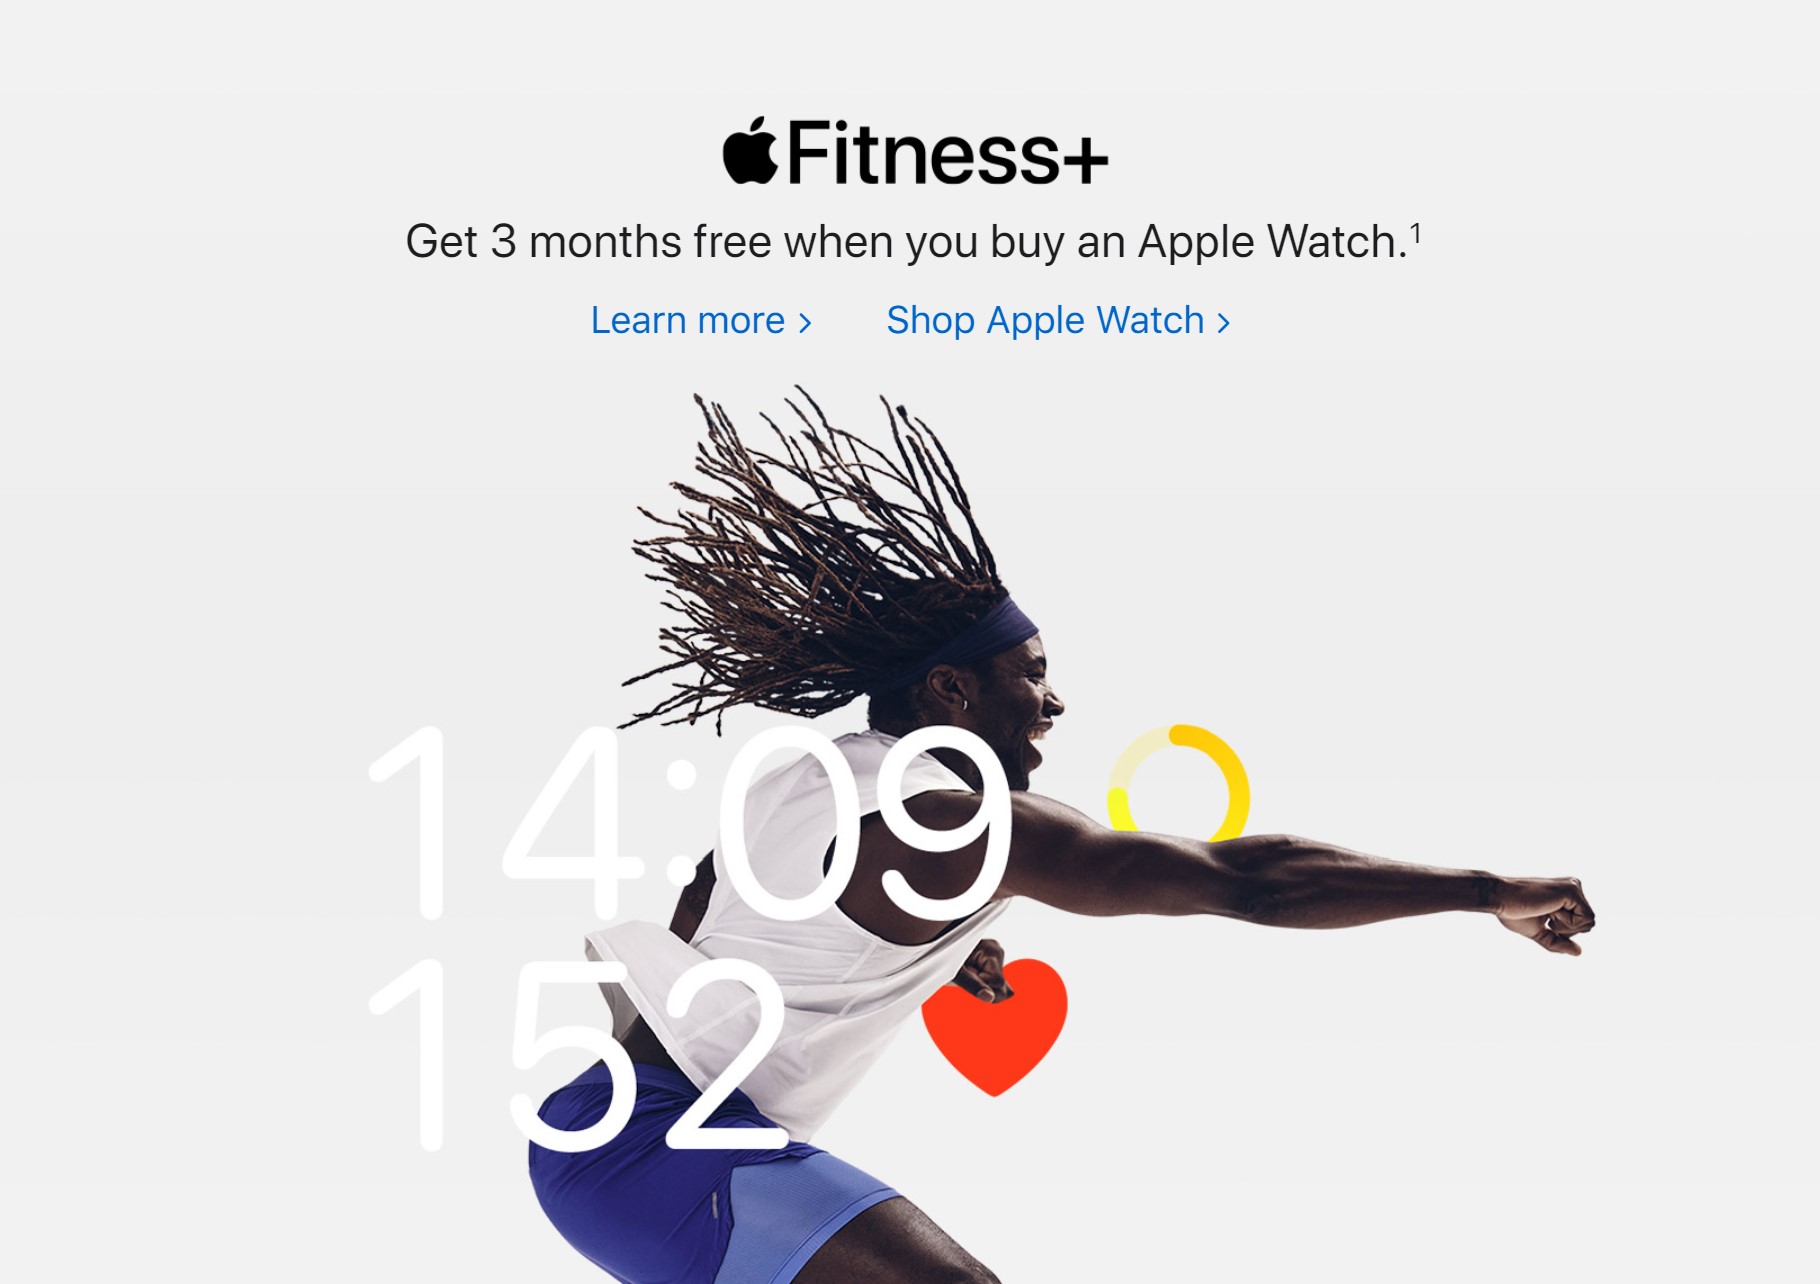 Fitness+
Get 3 months free when you buy an Apple Watch.¹
Learn more >
Shop Apple Watch >
14:09
152